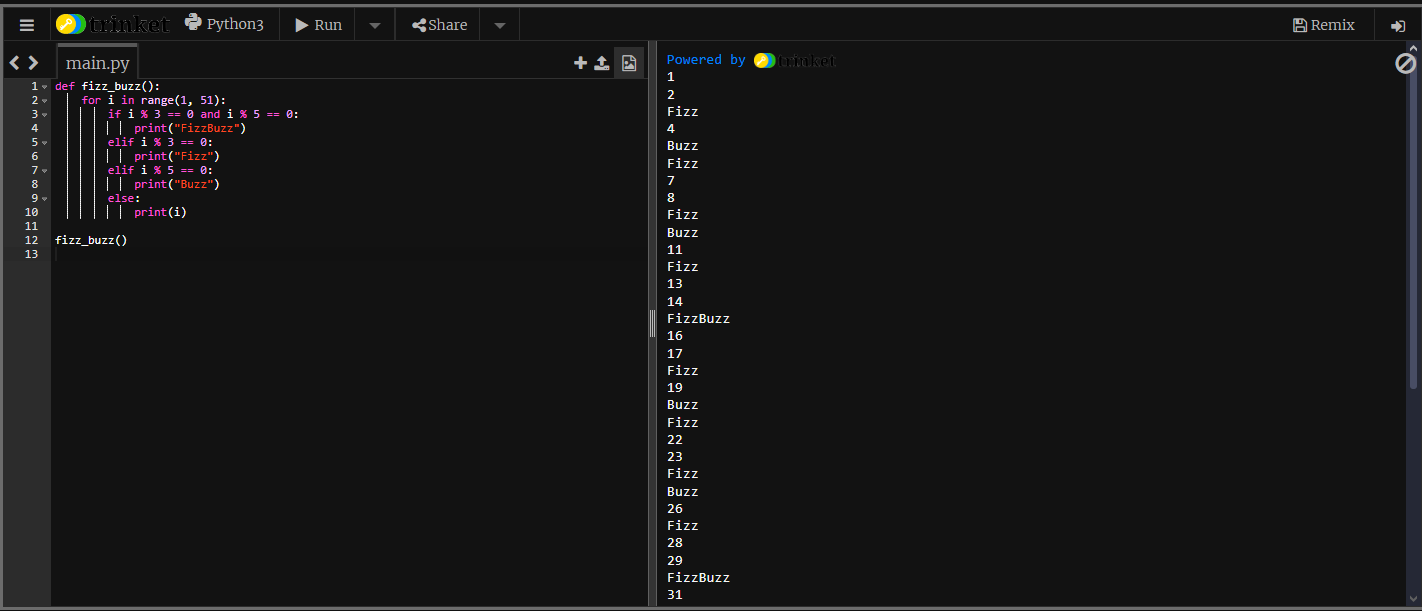 trinket Python3 Run Share Remix
main.py
1 def fizz_buzz():
2 for i in range(1, 51):
3 if i % 3 == 0 and i % 5 == 0:
4 print("FizzBuzz")
5 elif i % 3 == 0:
6 print("Fizz")
7 elif i % 5 == 0:
8 print("Buzz")
9 else:
10 print(i)
11
12 fizz_buzz()
13
Powered by trinket
1
2
Fizz
4
Buzz
Fizz
7
8
Fizz
Buzz
11
Fizz
13
14
FizzBuzz
16
17
Fizz
19
Buzz
Fizz
22
23
Fizz
Buzz
26
Fizz
28
29
FizzBuzz
31